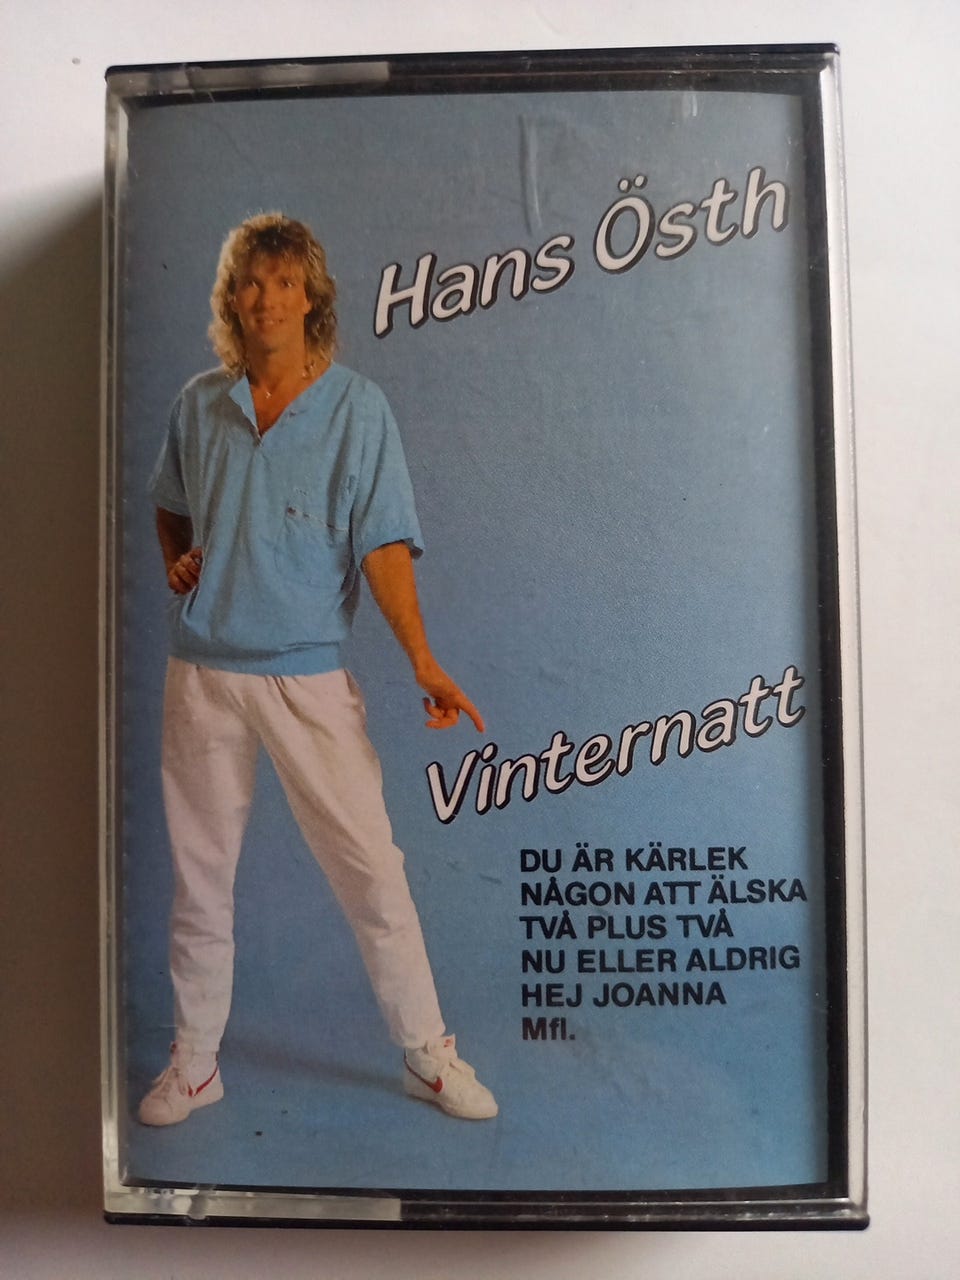 Hans Östh
Vinternatt
DU ÄR KÄRLEK
NÅGON ATT ÄLSKA
TVÅ PLUS TVÅ
NU ELLER ALDRIG
HEJ JOANNA
Mfl.